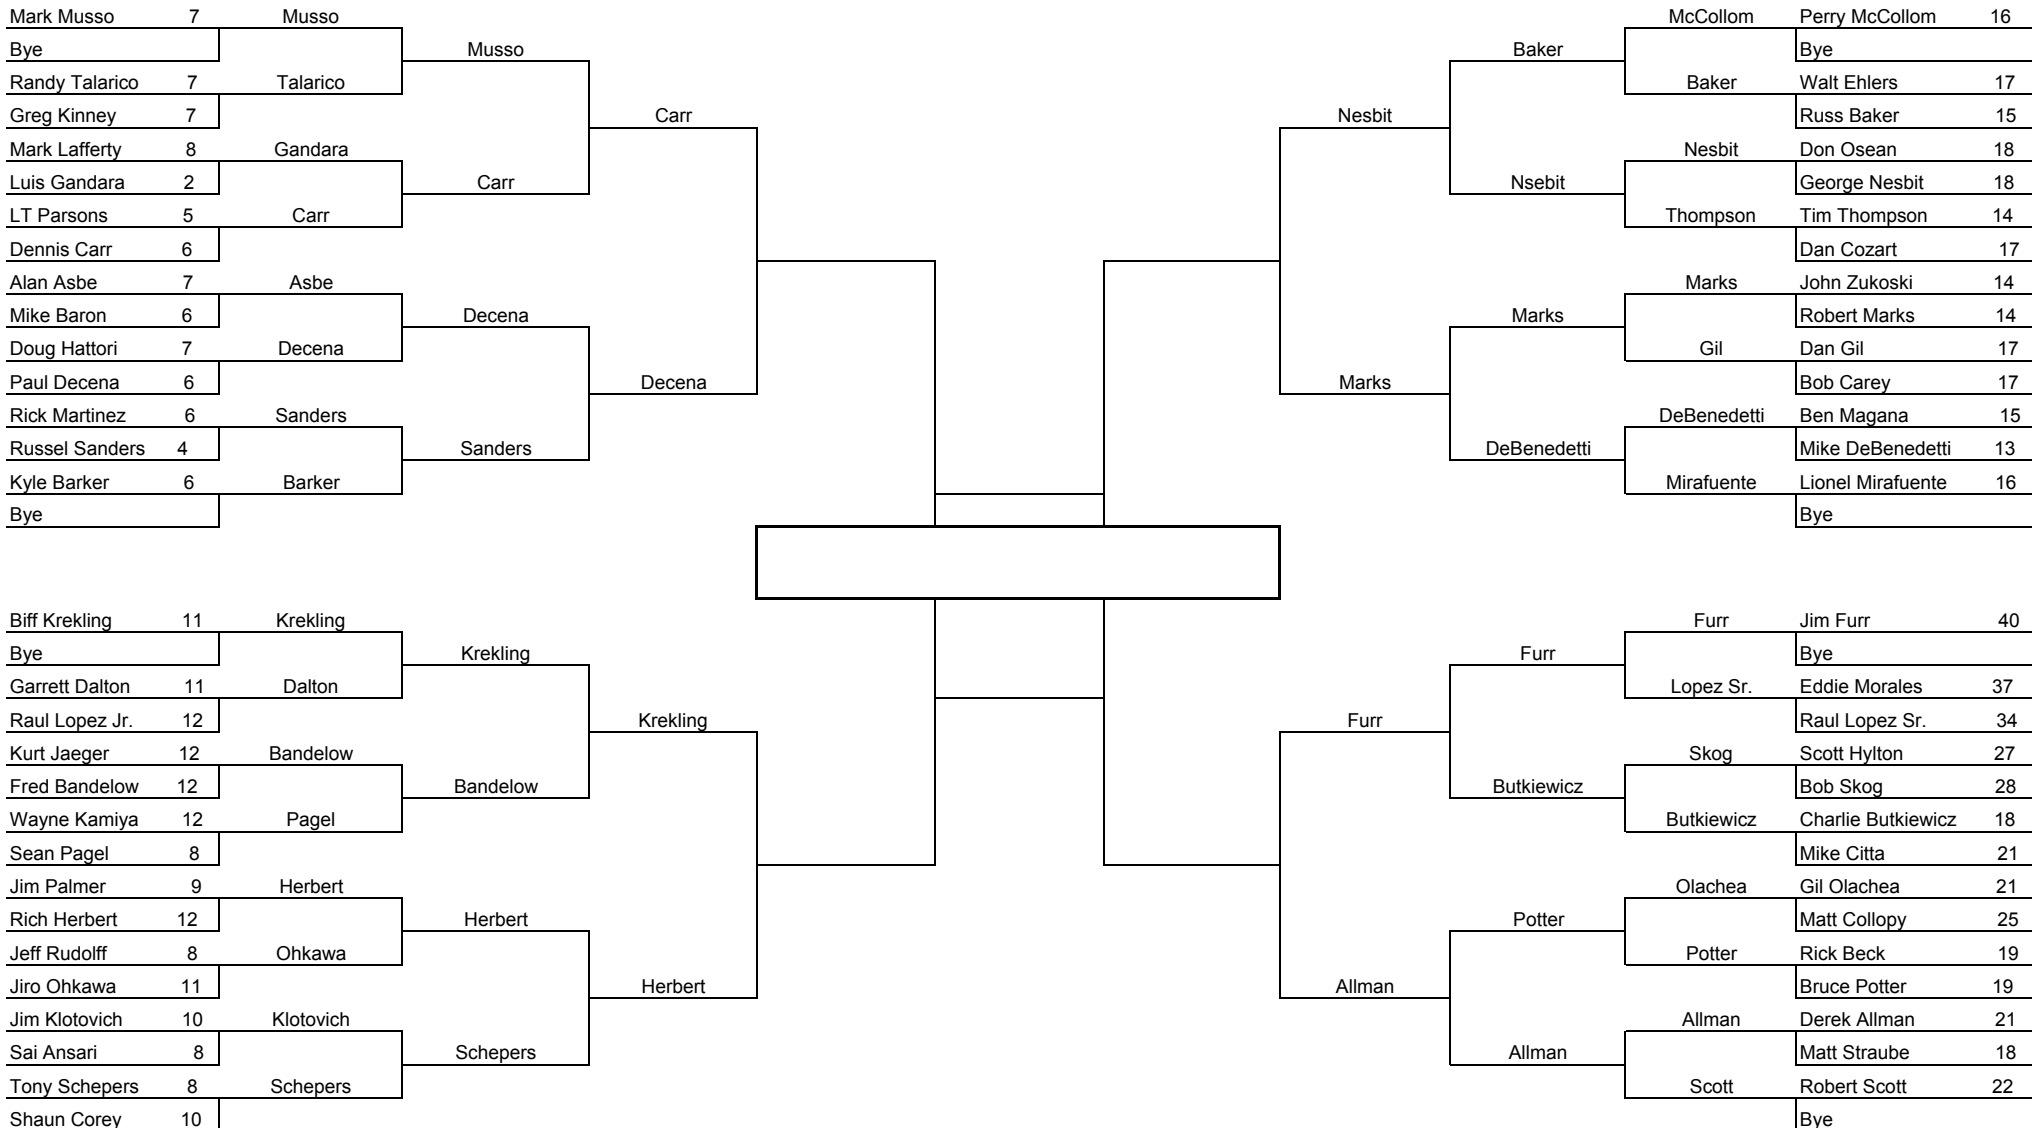 Mark Musso 7 Musso McCollom Perry McCollom 16
Bye Musso Baker Bye
Randy Talarico 7 Talarico Baker Walt Ehlers 17
Greg Kinney 7 Carr Nesbit Russ Baker 15
Mark Lafferty 8 Gandara Nesbit Don Osean 18
Luis Gandara 2 Carr Nsebit George Nesbit 18
LT Parsons 5 Carr Thompson Tim Thompson 14
Dennis Carr 6 Dan Cozart 17
Alan Asbe 7 Asbe Marks John Zukoski 14
Mike Baron 6 Decena Marks Robert Marks 14
Doug Hattori 7 Decena Gil Dan Gil 17
Paul Decena 6 Decena Marks Bob Carey 17
Rick Martinez 6 Sanders DeBenedetti Ben Magana 15
Russel Sanders 4 Sanders DeBenedetti Mike DeBenedetti 13
Kyle Barker 6 Barker Mirafuente Lionel Mirafuente 16
Bye Bye
Biff Krekling 11 Krekling Furr Jim Furr 40
Bye Krekling Furr Bye
Garrett Dalton 11 Dalton Lopez Sr. Eddie Morales 37
Raul Lopez Jr. 12 Krekling Furr Raul Lopez Sr. 34
Kurt Jaeger 12 Bandelow Skog Scott Hylton 27
Fred Bandelow 12 Bandelow Butkiewicz Bob Skog 28
Wayne Kamiya 12 Pagel Butkiewicz Charlie Butkiewicz 18
Sean Pagel 8 Mike Citta 21
Jim Palmer 9 Herbert Olachea Gil Olachea 21
Rich Herbert 12 Herbert Potter Matt Collopy 25
Jeff Rudolff 8 Ohkawa Potter Rick Beck 19
Jiro Ohkawa 11 Herbert Allman Bruce Potter 19
Jim Klotovich 10 Klotovich Allman Derek Allman 21
Sai Ansari 8 Schepers Allman Matt Straube 18
Tony Schepers 8 Schepers Scott Robert Scott 22
Shaun Corey 10 Bye